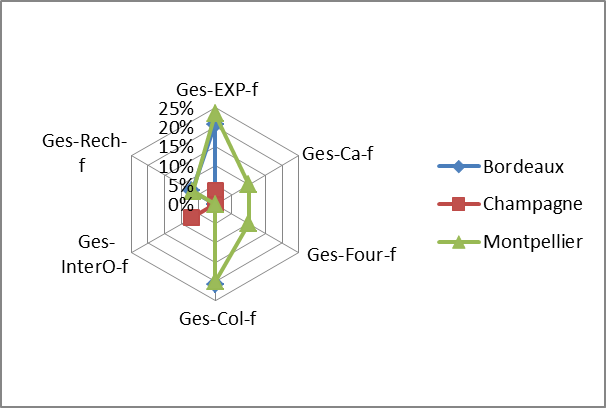 Ges-EXP-f
25%
20%
15%
10%
5%
0%
Ges-Ca-f
Ges-Four-f
Ges-Col-f
Ges-
InterO-f
Ges-Rech-
f
Bordeaux
Champagne
Montpellier